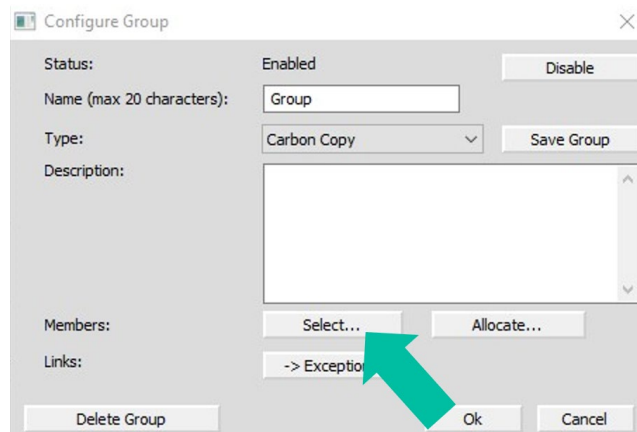 Configure Group
Status: Enabled Disable
Name (max 20 characters): Group
Type: Carbon Copy Save Group
Description:
Members: Select... Allocate...
Links: -> Exception
Delete Group Ok Cancel